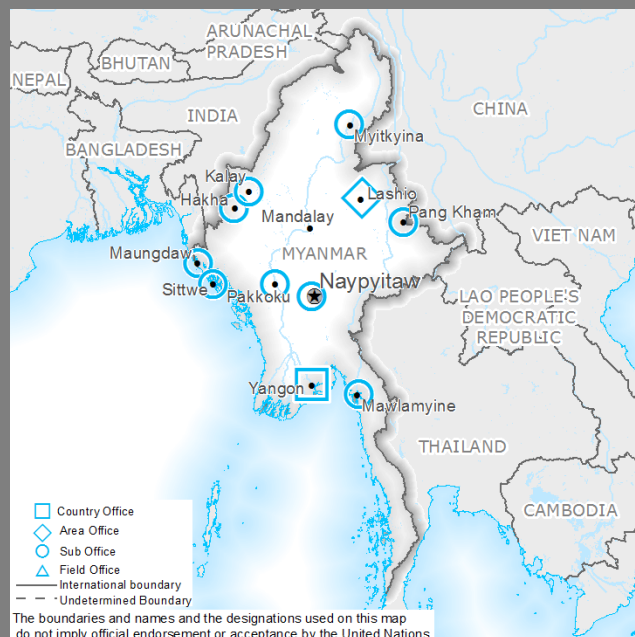 ARUNACHAL
PRADESH
BHUTAN
NEPAL
CHINA
INDIA
Myitkyina
BANGLADESH
Kalay
Hakha
Lashio
Pang Kham
Mandalay
VIET NAM
Maungdaw
MYANMAR
Naypyitaw
Sittwe
Pakkoku
LAO PEOPLE'S
DEMOCRATIC
REPUBLIC
Yangon
Mawlamyine
THAILAND
CAMBODIA
Country Office
Area Office
Sub Office
Field Office
International boundary
Undetermined Boundary
The boundaries and names and the designations used on this map
do not imply official endorsement or acceptance by the United Nations